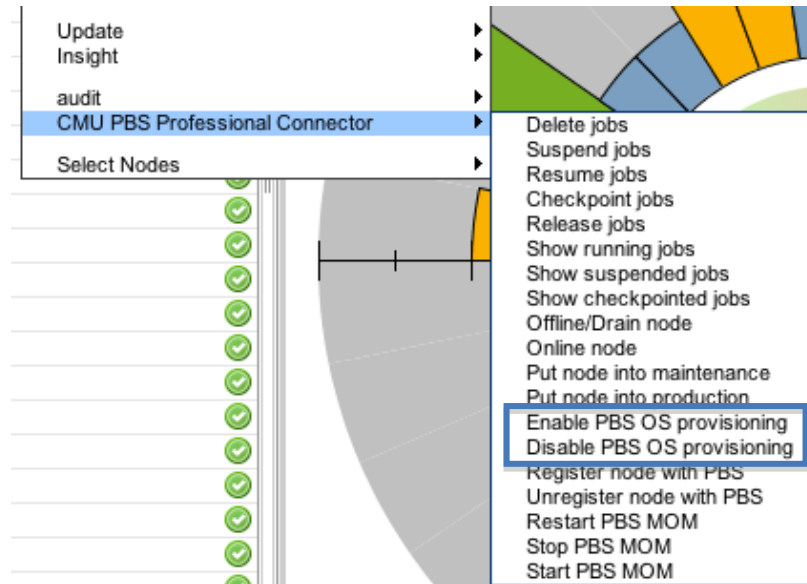 Update
Insight
audit
CMU PBS Professional Connector
Select Nodes
Delete jobs
Suspend jobs
Resume jobs
Checkpoint jobs
Release jobs
Show running jobs
Show suspended jobs
Show checkpointed jobs
Offline/Drain node
Online node
Put node into maintenance
Put node into production
Enable PBS OS provisioning
Disable PBS OS provisioning
Register node with PBS
Unregister node with PBS
Restart PBS MOM
Stop PBS MOM
Start PBS MOM